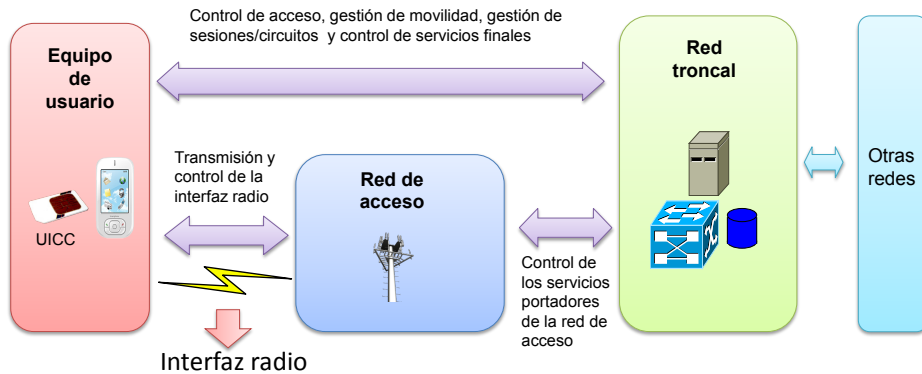 Control de acceso, gestión de movilidad, gestión de
sesiones/circuitos y control de servicios finales
Equipo
de
usuario
UICC
Transmisión y
control de la
interfaz radio
Red de
acceso
Control de
los servicios
portadores
de la red de
acceso
Red
troncal
Otras
redes
Interfaz radio